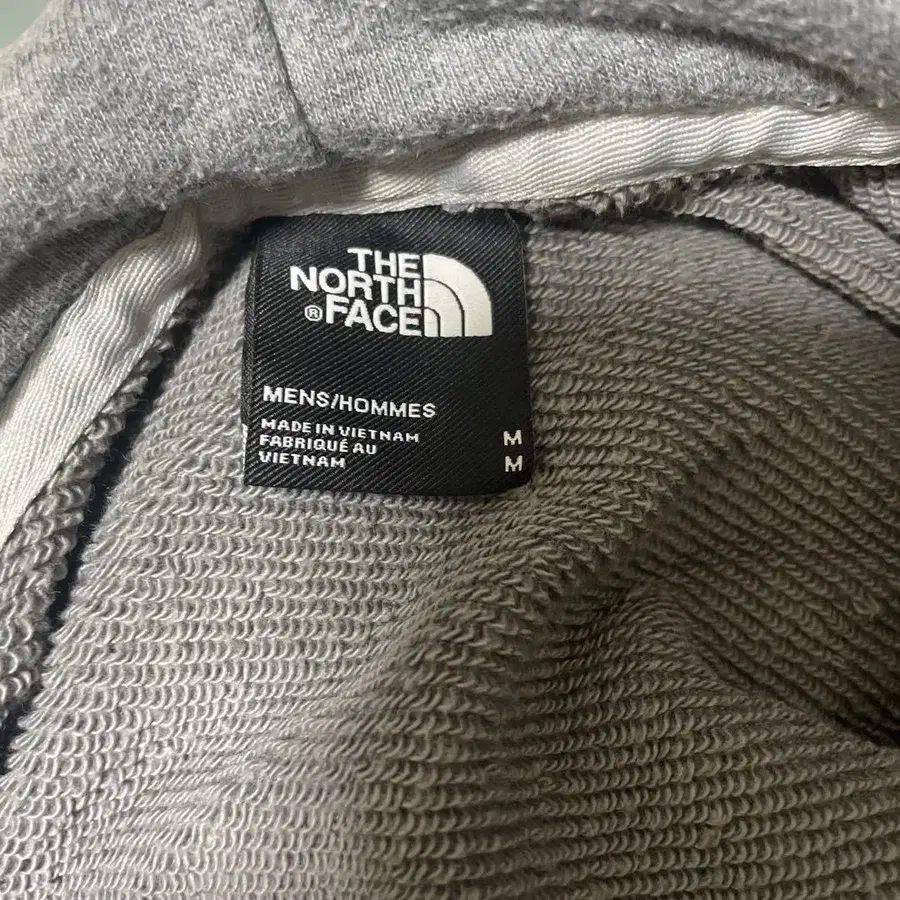 THE
NORTH
®FACE
MENS/HOMMES
MADE IN VIETNAM M
FABRIQUÉ AU
VIETNAM M